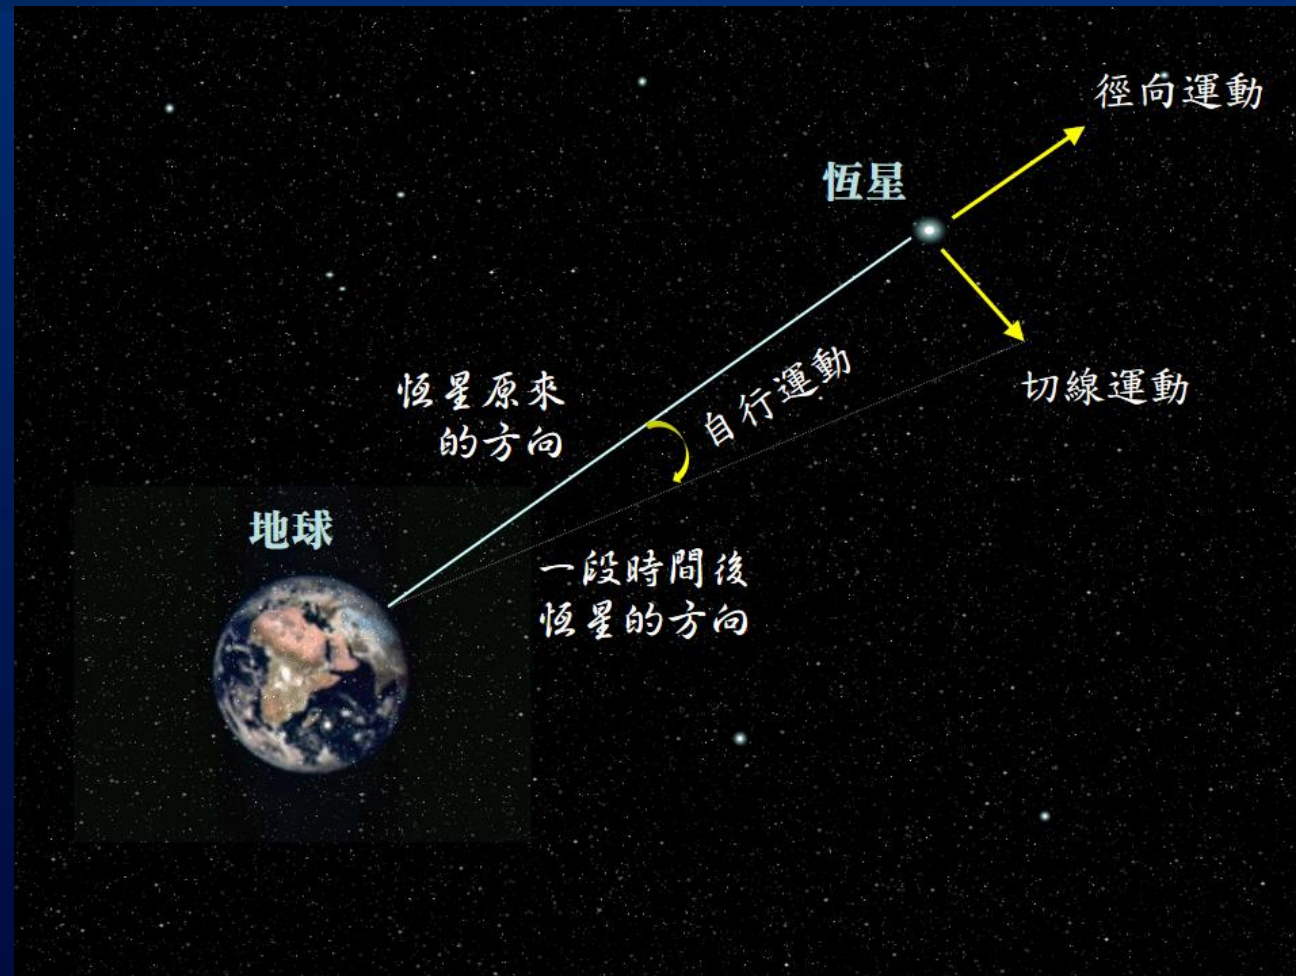 徑向運動
恆星
切線運動
自行運動
恆星原來
的方向
地球
一段時間後
恆星的方向